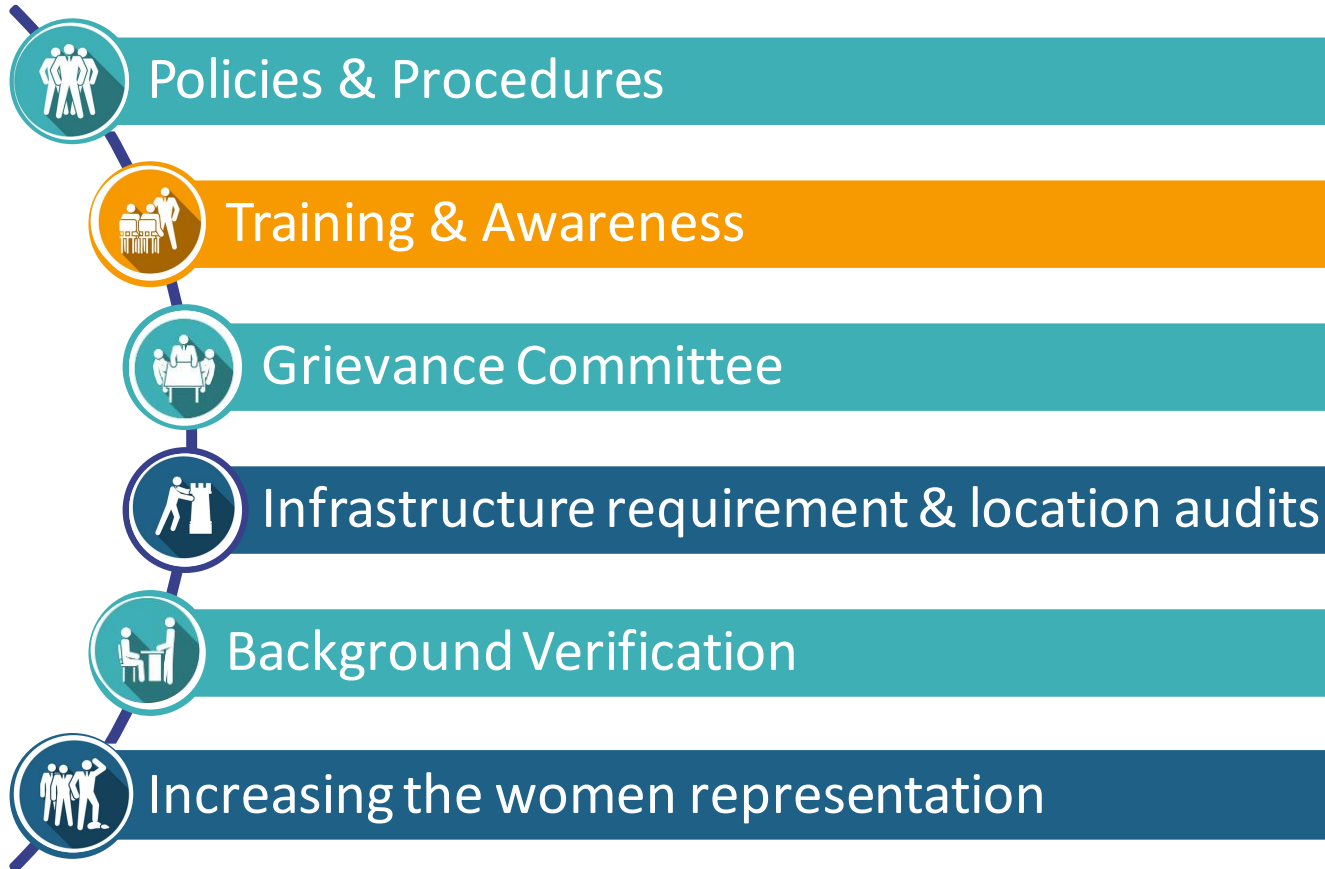 Policies & Procedures
Training & Awareness
Grievance Committee
Infrastructure requirement & location audits
Background Verification
Increasing the women representation